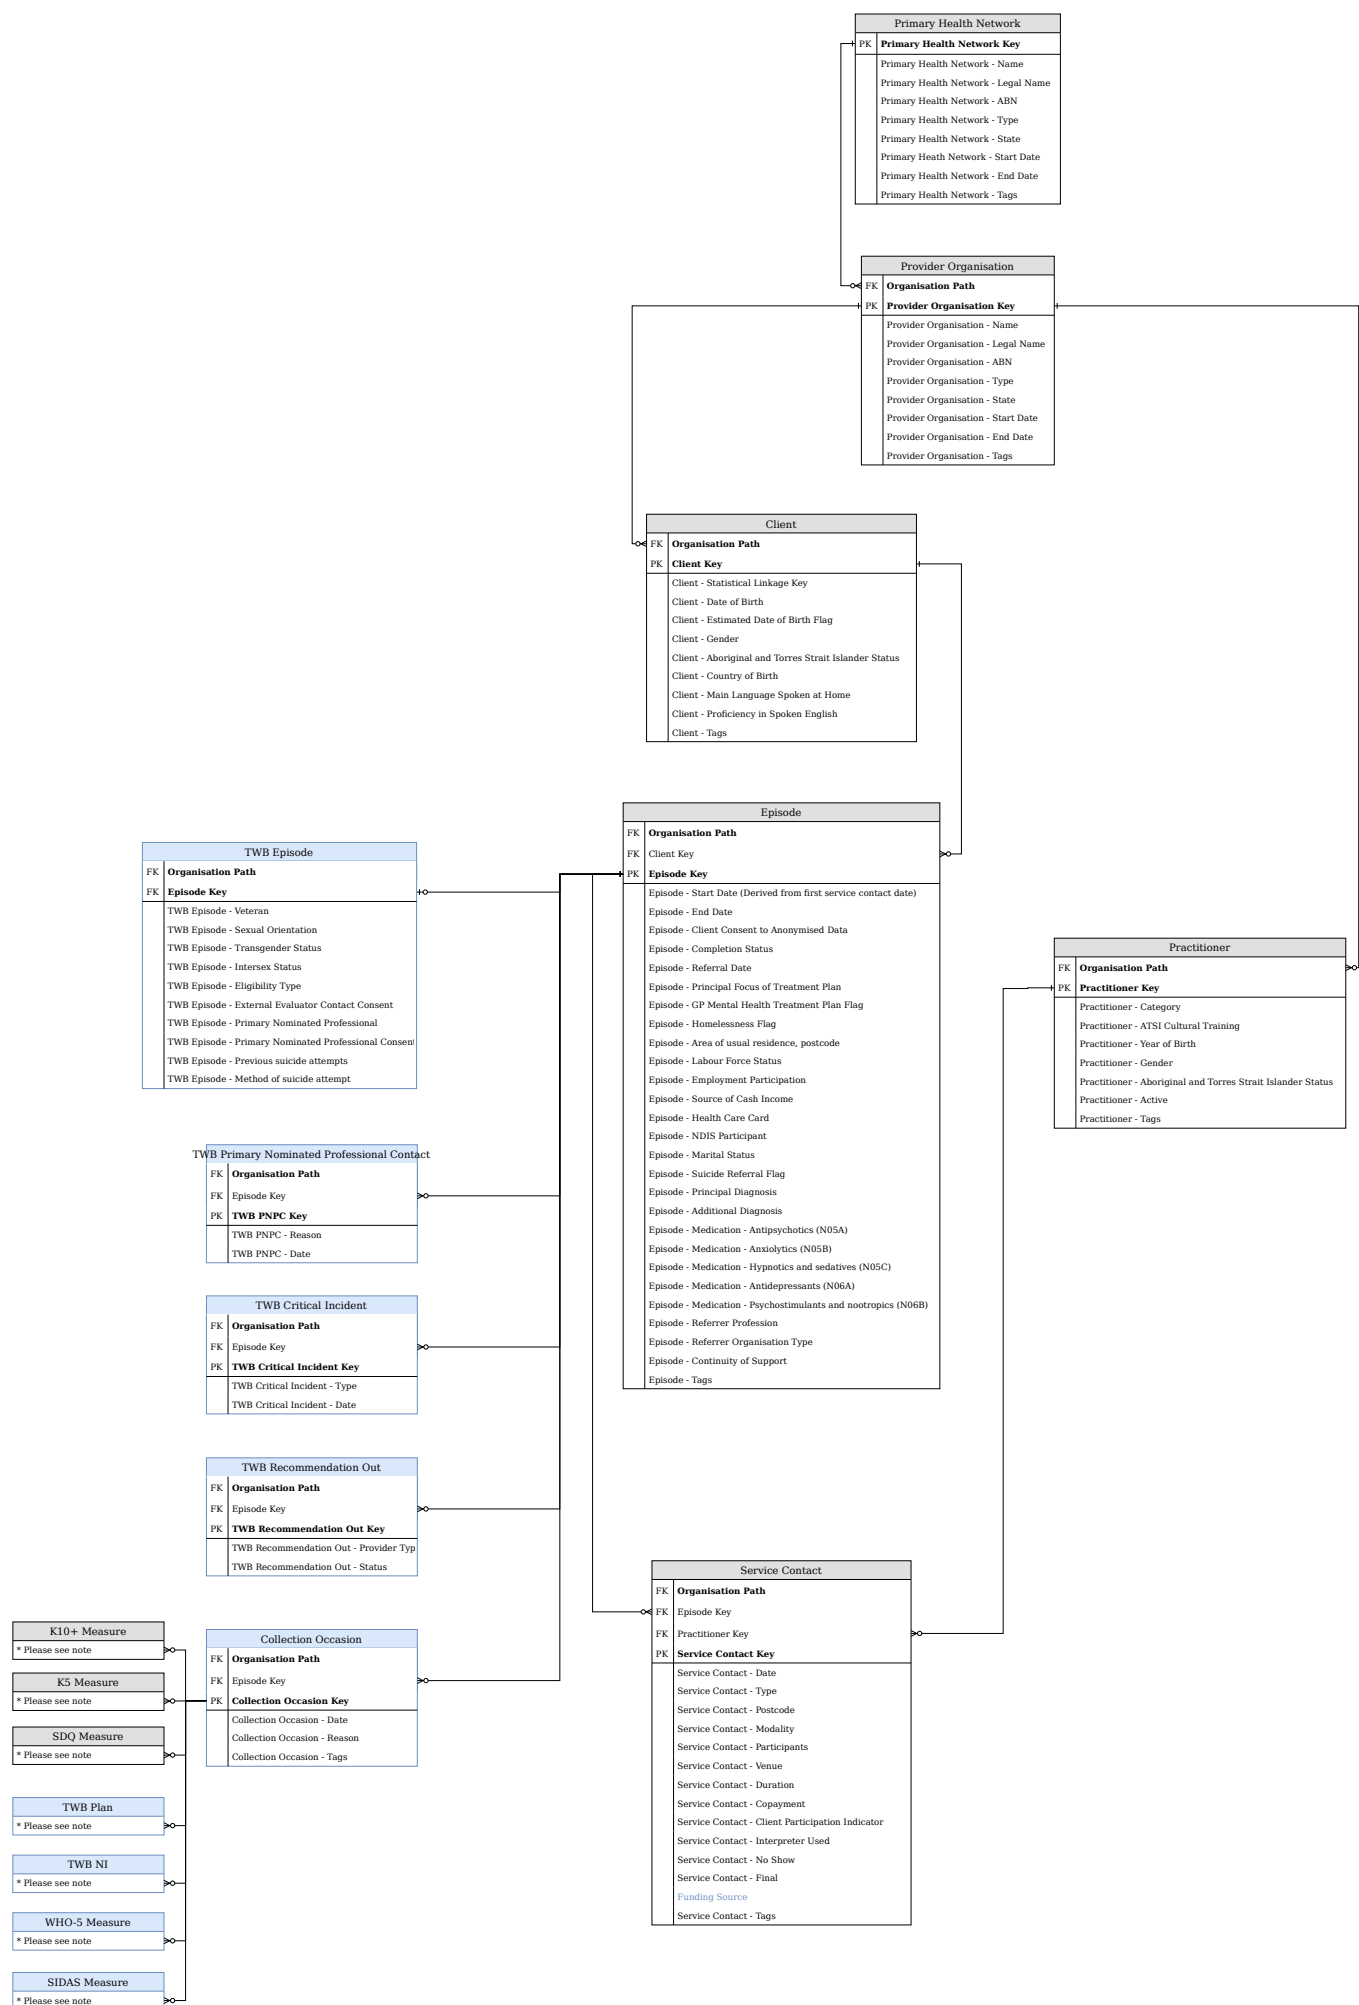 Primary Health Network
PK Primary Health Network Key
Primary Health Network - Name
Primary Health Network - Legal Name
Primary Health Network - ABN
Primary Health Network - Type
Primary Health Network - State
Primary Heath Network - Start Date
Primary Health Network - End Date
Primary Health Network - Tags
Provider Organisation
FK Organisation Path
PK Provider Organisation Key
Provider Organisation - Name
Provider Organisation - Legal Name
Provider Organisation - ABN
Provider Organisation - Type
Provider Organisation - State
Provider Organisation - Start Date
Provider Organisation - End Date
Provider Organisation - Tags
Client
FK Organisation Path
PK Client Key
Client - Statistical Linkage Key
Client - Date of Birth
Client - Estimated Date of Birth Flag
Client - Gender
Client - Aboriginal and Torres Strait Islander Status
Client - Country of Birth
Client - Main Language Spoken at Home
Client - Proficiency in Spoken English
Client - Tags
Episode
FK Organisation Path
FK Client Key
PK Episode Key
Episode - Start Date (Derived from first service contact date)
Episode - End Date
Episode - Client Consent to Anonymised Data
Episode - Completion Status
Episode - Referral Date
Episode - Principal Focus of Treatment Plan
Episode - GP Mental Health Treatment Plan Flag
Episode - Homelessness Flag
Episode - Area of usual residence, postcode
Episode - Labour Force Status
Episode - Employment Participation
Episode - Source of Cash Income
Episode - Health Care Card
Episode - NDIS Participant
Episode - Marital Status
Episode - Suicide Referral Flag
Episode - Principal Diagnosis
Episode - Additional Diagnosis
Episode - Medication - Antipsychotics (N05A)
Episode - Medication - Anxiolytics (N05B)
Episode - Medication - Hypnotics and sedatives (N05C)
Episode - Medication - Antidepressants (N06A)
Episode - Medication - Psychostimulants and nootropics (N06B)
Episode - Referrer Profession
Episode - Referrer Organisation Type
Episode - Continuity of Support
Episode - Tags
TWB Episode
FK Organisation Path
FK Episode Key
TWB Episode - Veteran
TWB Episode - Sexual Orientation
TWB Episode - Transgender Status
TWB Episode - Intersex Status
TWB Episode - Eligibility Type
TWB Episode - External Evaluator Contact Consent
TWB Episode - Primary Nominated Professional
TWB Episode - Primary Nominated Professional Consent
TWB Episode - Previous suicide attempts
TWB Episode - Method of suicide attempt
Practitioner
FK Organisation Path
PK Practitioner Key
Practitioner - Category
Practitioner - ATSI Cultural Training
Practitioner - Year of Birth
Practitioner - Gender
Practitioner - Aboriginal and Torres Strait Islander Status
Practitioner - Active
Practitioner - Tags
TWB Primary Nominated Professional Contact
FK Organisation Path
FK Episode Key
PK TWB PNPC Key
TWB PNPC - Reason
TWB PNPC - Date
TWB Critical Incident
FK Organisation Path
FK Episode Key
PK TWB Critical Incident Key
TWB Critical Incident - Type
TWB Critical Incident - Date
TWB Recommendation Out
FK Organisation Path
FK Episode Key
PK TWB Recommendation Out Key
TWB Recommendation Out - Provider Typ
TWB Recommendation Out - Status
Service Contact
FK Organisation Path
FK Episode Key
FK Practitioner Key
PK Service Contact Key
Service Contact - Date
Service Contact - Type
Service Contact - Postcode
Service Contact - Modality
Service Contact - Participants
Service Contact - Venue
Service Contact - Duration
Service Contact - Copayment
Service Contact - Client Participation Indicator
Service Contact - Interpreter Used
Service Contact - No Show
Service Contact - Final
Funding Source
Service Contact - Tags
Collection Occasion
FK Organisation Path
FK Episode Key
PK Collection Occasion Key
Collection Occasion - Date
Collection Occasion - Reason
Collection Occasion - Tags
K10+ Measure
* Please see note
K5 Measure
* Please see note
SDQ Measure
* Please see note
TWB Plan
* Please see note
TWB NI
* Please see note
WHO-5 Measure
* Please see note
SIDAS Measure
* Please see note